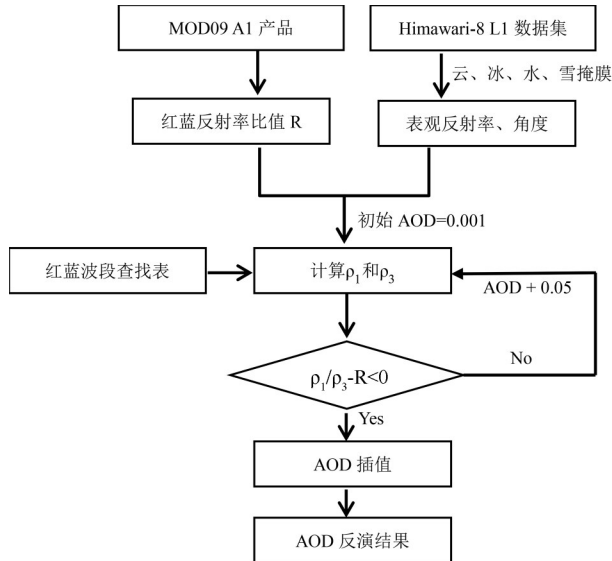 MOD09 A1 产品
Himawari-8 L1 数据集
云、冰、水、雪掩膜
红蓝反射率比值 R
表观反射率、角度
初始 AOD=0.001
红蓝波段查找表
计算ρ₁和ρ₃
AOD + 0.05
ρ₁/ρ₃-R<0
No
Yes
AOD 插值
AOD 反演结果